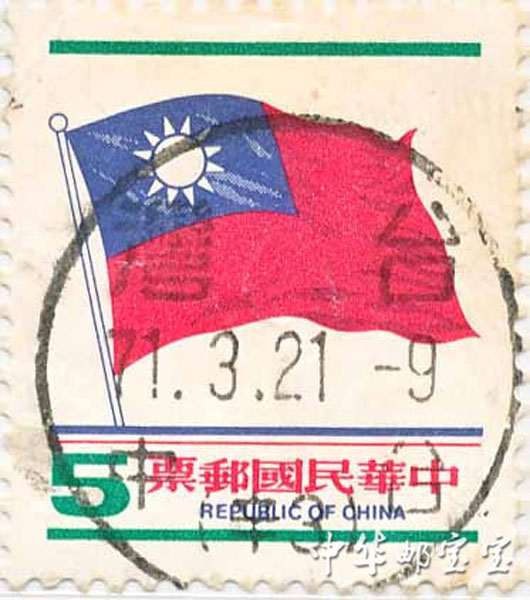 灣台
71.3.21 -9
5 票郵國民華中
REPUBLIC OF CHINA
中华邮宝宝